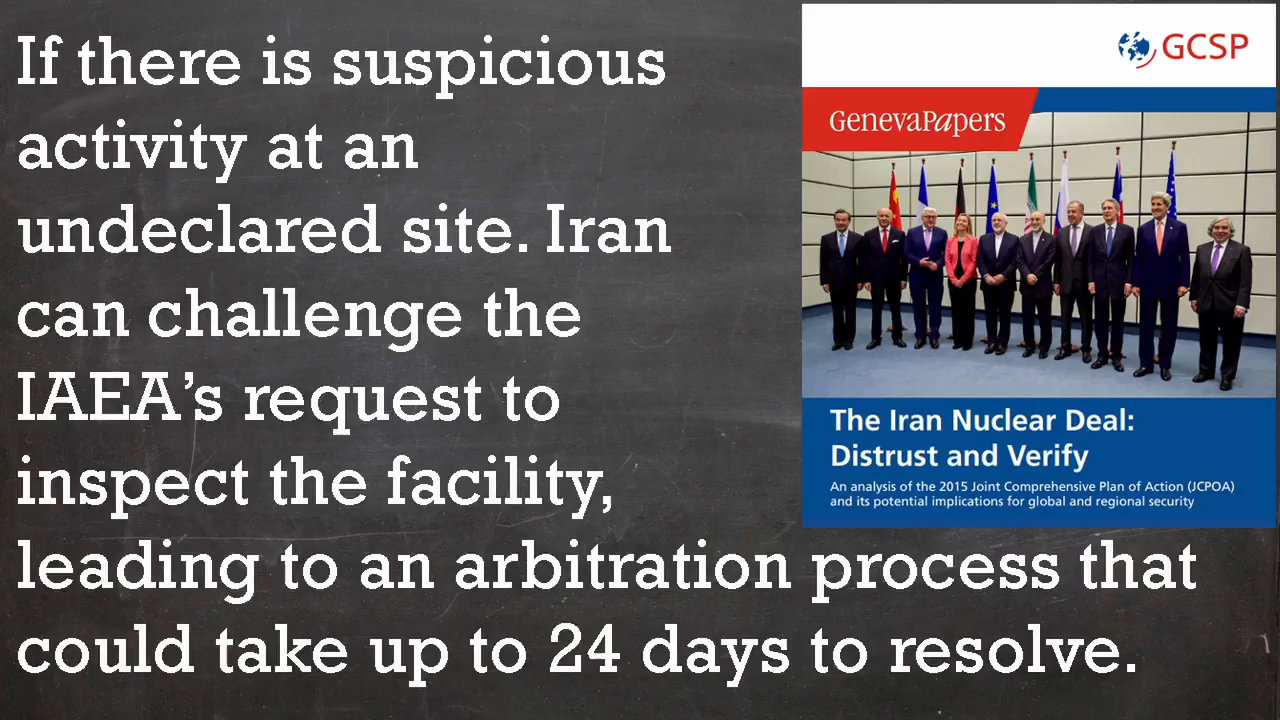 If there is suspicious
activity at an
undeclared site. Iran
can challenge the
IAEA’s request to
inspect the facility,
leading to an arbitration process that
could take up to 24 days to resolve.
GCSP
GenevaPapers
The Iran Nuclear Deal:
Distrust and Verify
An analysis of the 2015 Joint Comprehensive Plan of Action (JCPOA)
and its potential implications for global and regional security